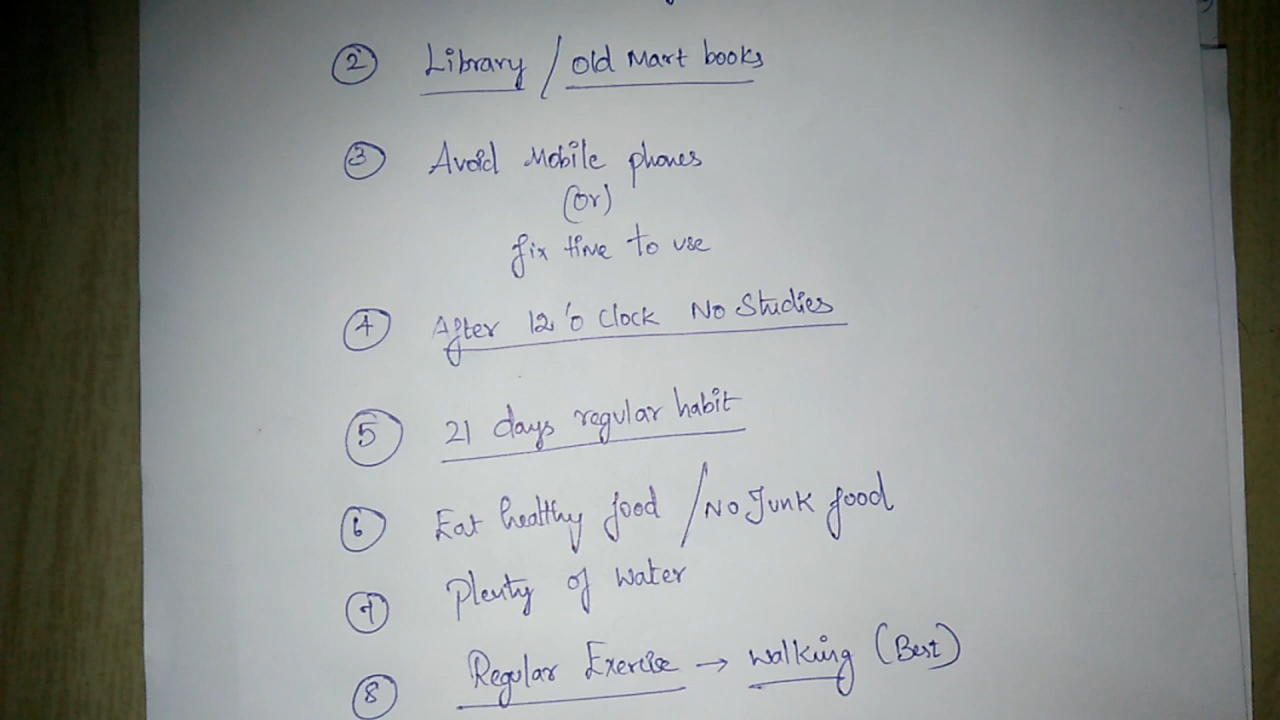 ② Library / old Mart books
③ Avoid Mobile phones
(or)
fix time to use
④ After 12 'o Clock No Studies
⑤ 21 days regular habit
⑥ Eat healthy food / No Junk food
⑦ Plenty of water
⑧ Regular Exercise → Walking (Best)